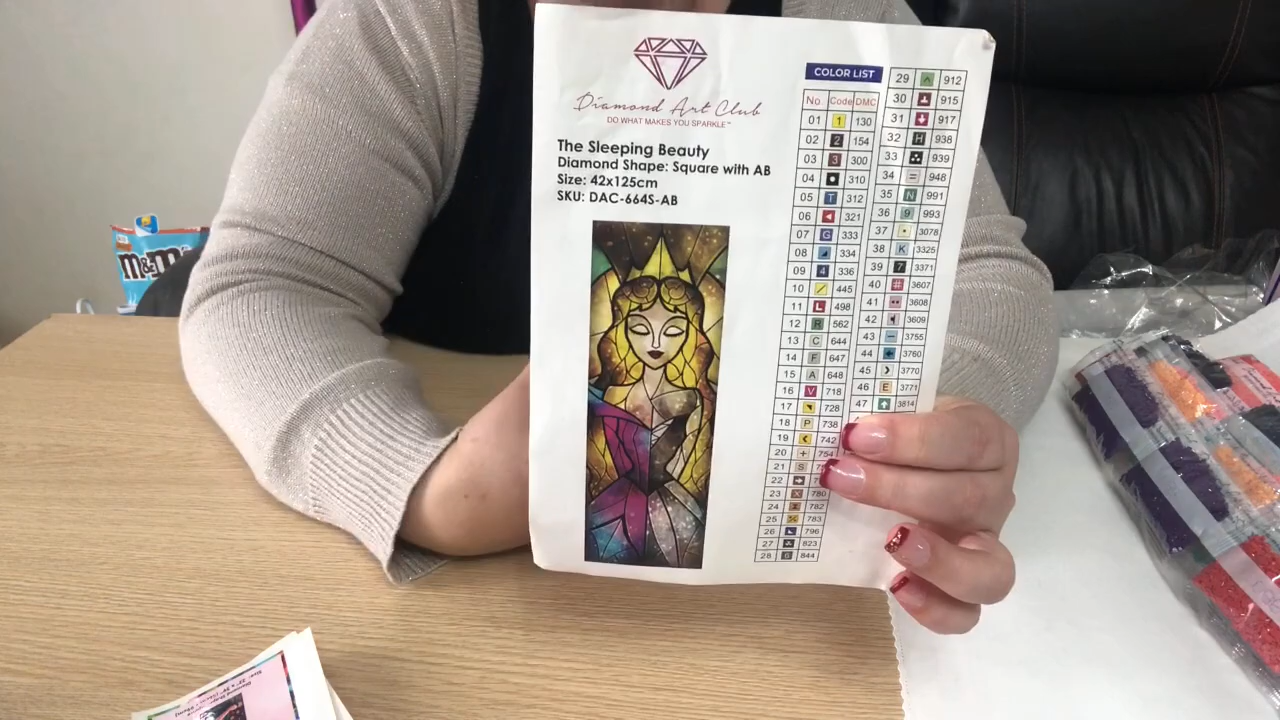 Diamond Art Club
DO WHAT MAKES YOU SPARKLE™
The Sleeping Beauty
Diamond Shape: Square with AB
Size: 42x125cm
SKU: DAC-664S-AB
COLOR LIST
No. Code DMC
01 1 130
02 2 154
03 3 300
04 310
05 T 312
06 321
07 G 333
08 334
09 4 336
10 / 445
11 L 498
12 R 562
13 C 644
14 F 647
15 A 648
16 V 718
17 728
18 P 738
19 742
20 + 754
21 S
22
23 X 780
24 782
25 783
26 796
27 823
28 8 844
29 912
30 915
31 917
32 H 938
33 939
34 = 948
35 N 991
36 9 993
37 3078
38 K 3325
39 7 3371
40 # 3607
41 3608
42 3609
43 – 3755
44 3760
45 3770
46 E 3771
47 3814
m&m's